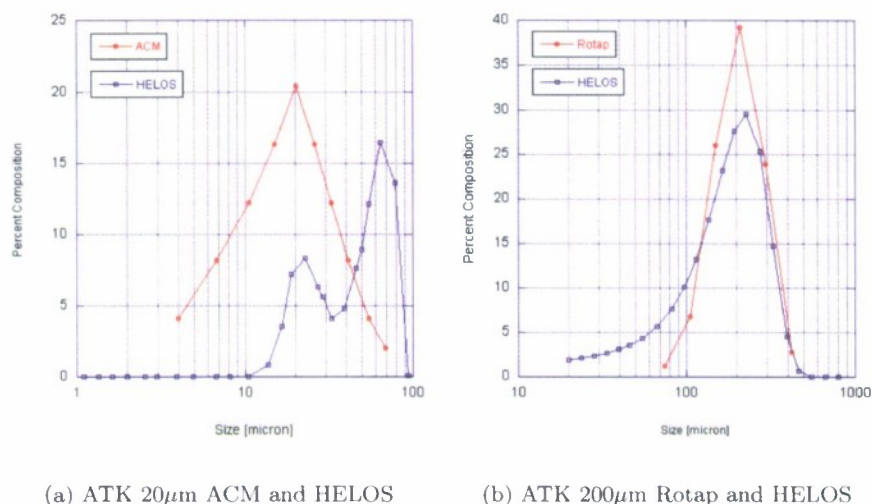 25
20
15
10
5
0
Percent Composition
ACM
HELOS
1
10
100
Size [micron]
40
35
30
25
20
15
10
5
0
Percent Composition
Rotap
HELOS
10
100
1000
Size [micron]
(a) ATK 20μm ACM and HELOS
(b) ATK 200μm Rotap and HELOS